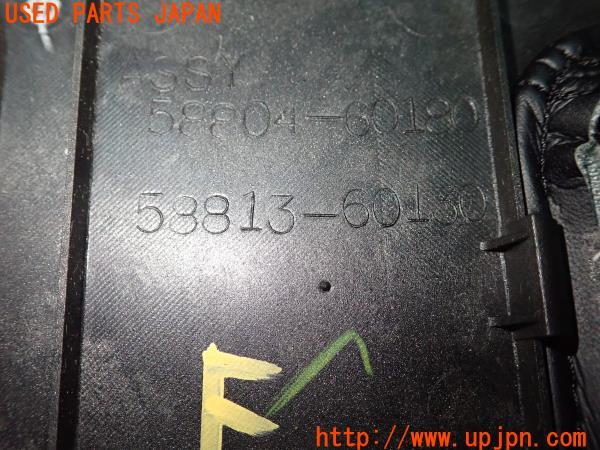 USED PARTS JAPAN
ASSY
58804-60180
58813-60130
F
http://www.upjpn.com